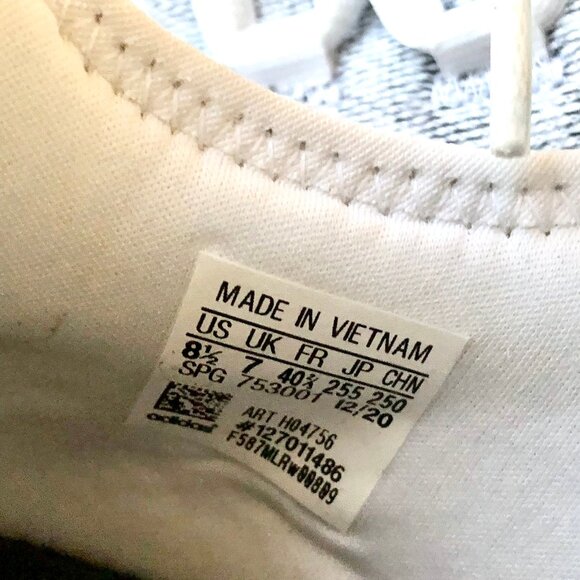 MADE IN VIETNAM
US UK FR JP CHN
8½ 7 40⅔ 255 250
SPG 753001 12/20
adidas
ART H04756
#127011486